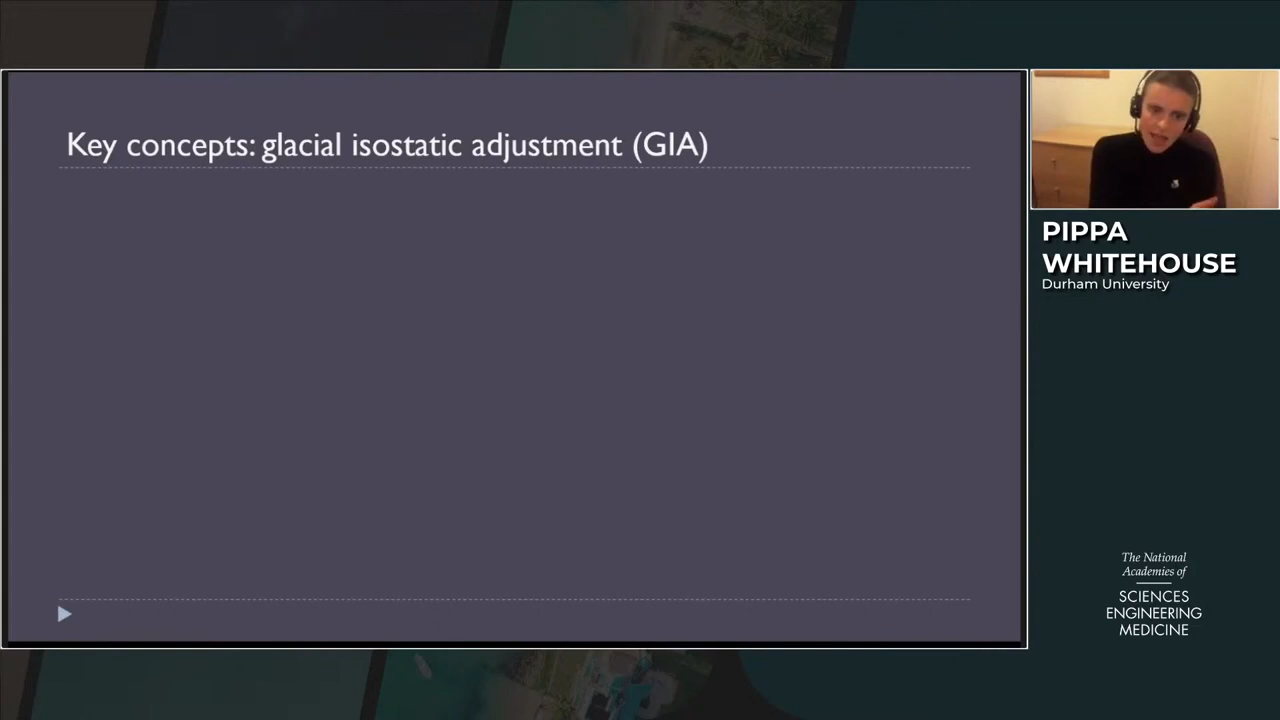 Key concepts: glacial isostatic adjustment (GIA)
PIPPA
WHITEHOUSE
Durham University
The National
Academies of
SCIENCES
ENGINEERING
MEDICINE